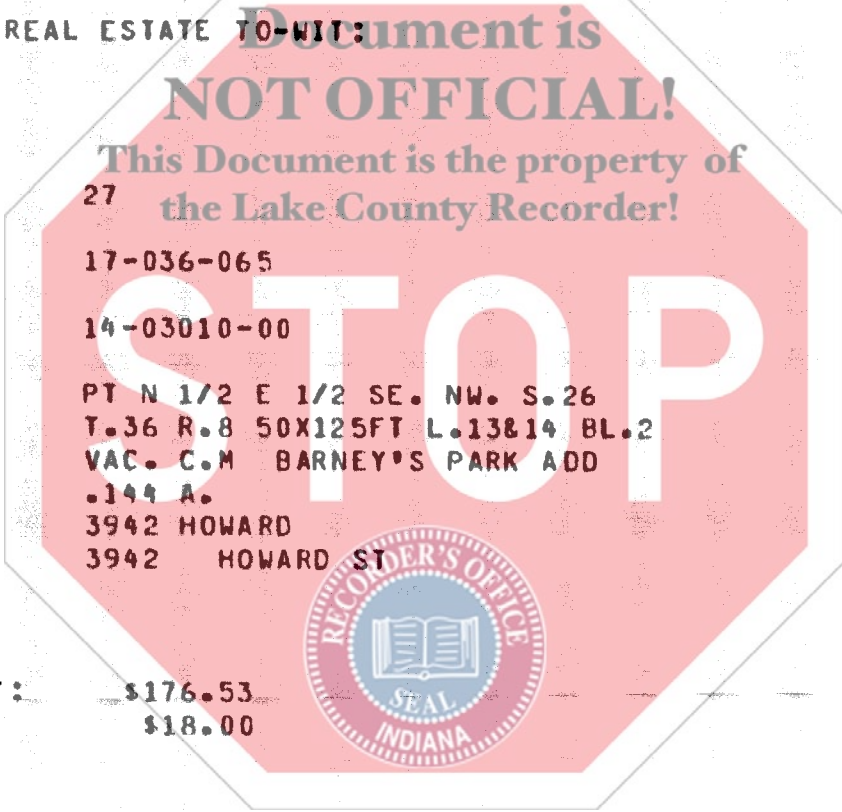 REAL ESTATE TO-WIT:
Document is
NOT OFFICIAL!
This Document is the property of
the Lake County Recorder!
27
17-036-065
14-03010-00
STOP
PT N 1/2 E 1/2 SE. NW. S.26
T.36 R.8 50X125FT L.13&14 BL.2
VAC. C.M BARNEY'S PARK ADD
.144 A.
3942 HOWARD
3942 HOWARD ST
RECORDER'S OFFICE
SEAL
INDIANA
: $176.53
$18.00